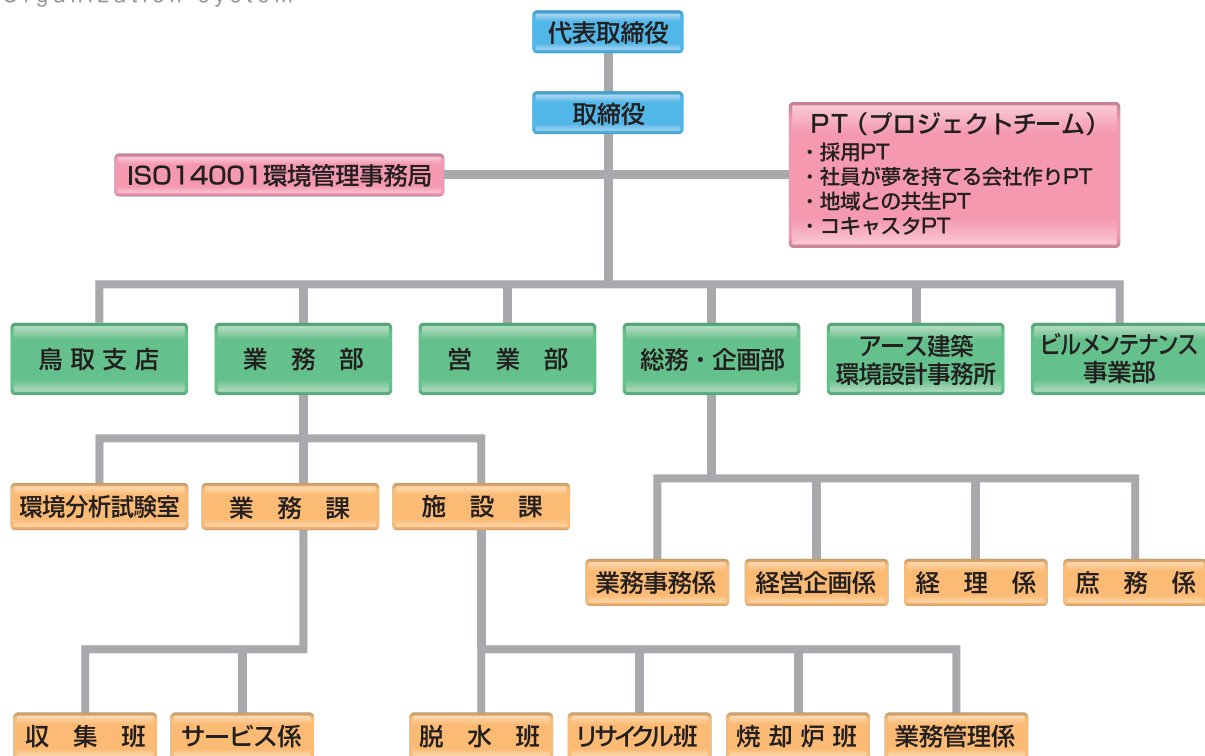 Organization system
代表取締役
取締役
PT（プロジェクトチーム）
・採用PT
・社員が夢を持てる会社作りPT
・地域との共生PT
・コキャスタPT
ISO14001環境管理事務局
鳥取支店
業務部
営業部
総務・企画部
アース建築
環境設計事務所
ビルメンテナンス
事業部
環境分析試験室
業務課
施設課
業務事務係
経営企画係
経理係
庶務係
収集班
サービス係
脱水班
リサイクル班
焼却炉班
業務管理係